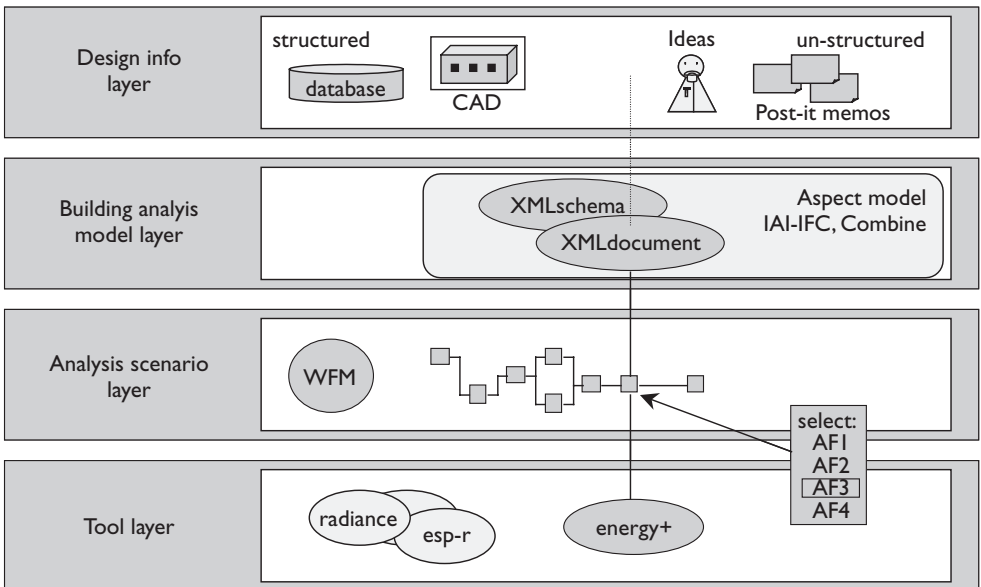 Design info
layer
structured
database
CAD
Ideas
T
un-structured
Post-it memos
Building analyis
model layer
XMLschema
XMLdocument
Aspect model
IAI-IFC, Combine
Analysis scenario
layer
WFM
select:
AF1
AF2
AF3
AF4
Tool layer
radiance
esp-r
energy+